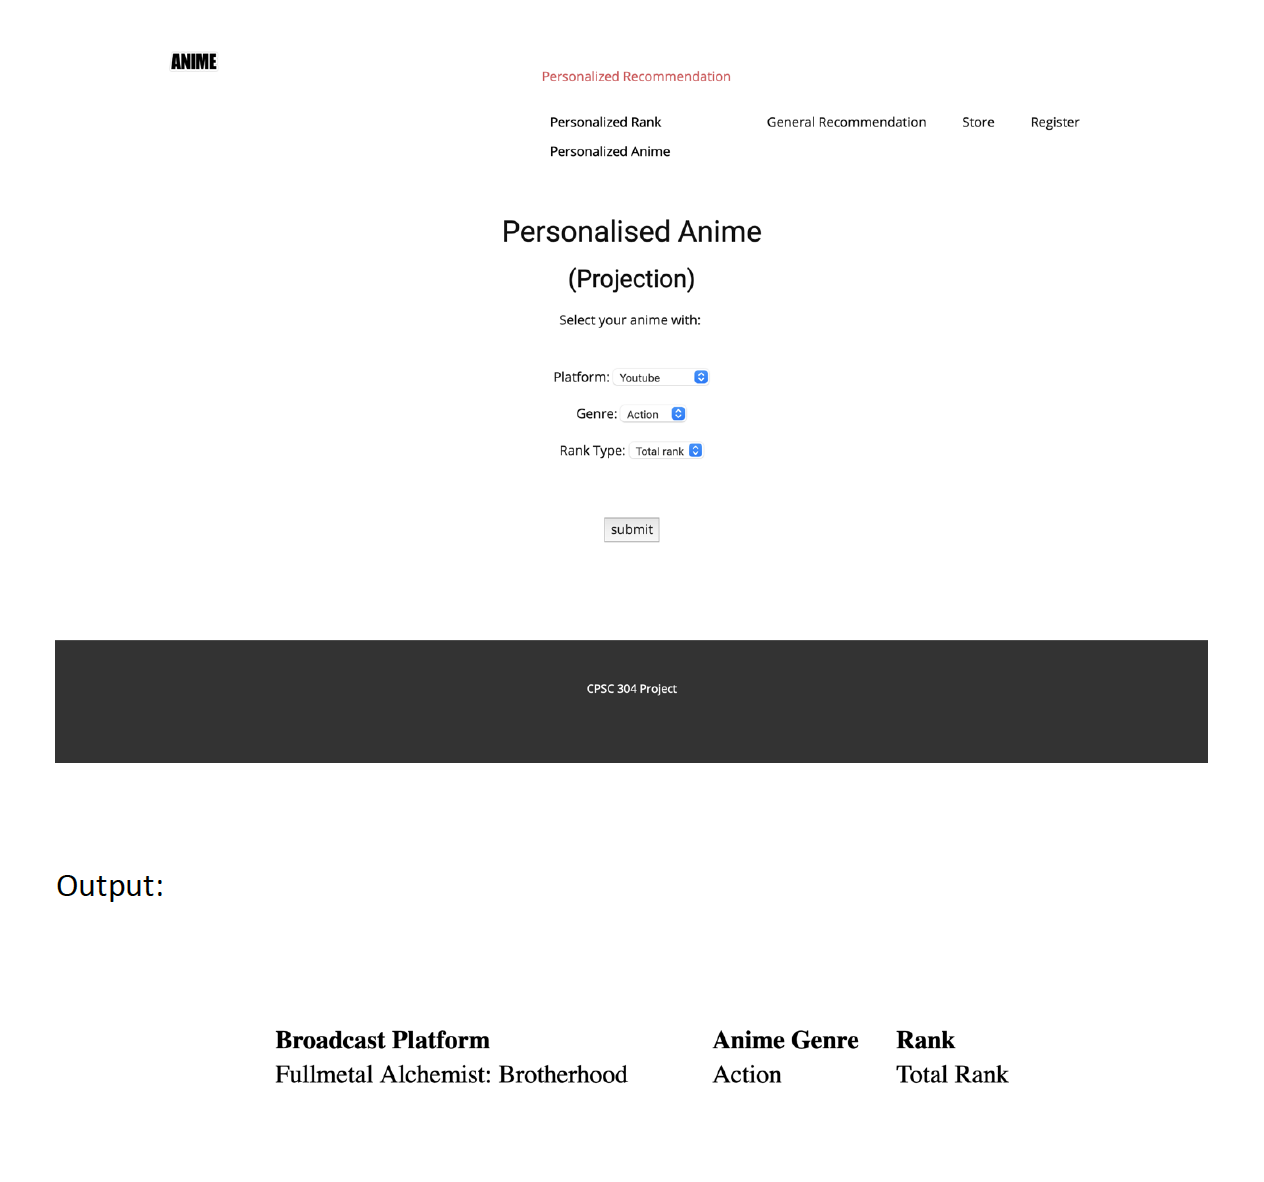 ANIME
Personalized Recommendation
Personalized Rank
General Recommendation
Store
Register
Personalized Anime
Personalised Anime
(Projection)
Select your anime with:
Platform: Youtube
Genre: Action
Rank Type: Total rank
submit
CPSC 304 Project
Output:
Broadcast Platform Anime Genre Rank
Fullmetal Alchemist: Brotherhood Action Total Rank